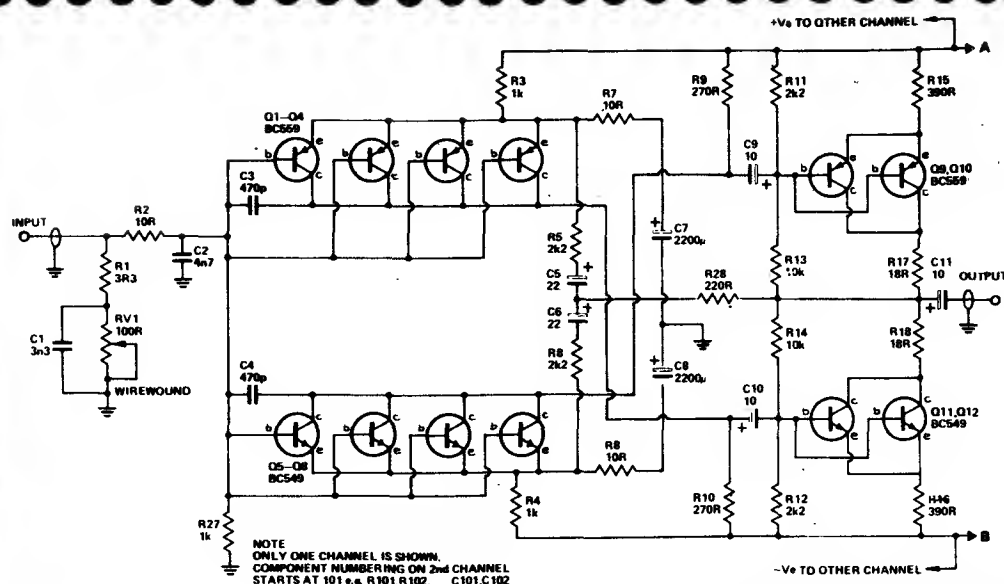 +Ve TO OTHER CHANNEL
A
R3
1k
R9
270R
R11
2k2
R15
390R
R7
10R
Q1–Q4
BC559
b e c
b e c
b e c
b e c
C9
10
+
b e c
b e c
Q9,Q10
BC559
C3
470p
INPUT
R2
10R
C2
4n7
R5
2k2
C7
2200µ
+
R1
3R3
C5
22
+
R28
220R
R13
10k
R17
18R
C11
10
OUTPUT
+
C6
22
+
R14
10k
R18
18R
RV1
100R
C1
3n3
WIREWOUND
R8
2k2
C8
2200µ
+
C4
470p
C10
10
+
b c e
b c e
Q11,Q12
BC549
b c e
b c e
b c e
b c e
Q5–Q8
BC549
R8
10R
R4
1k
R10
270R
R12
2k2
R16
390R
R27
1k
B
NOTE
ONLY ONE CHANNEL IS SHOWN.
COMPONENT NUMBERING ON 2nd CHANNEL
STARTS AT 101 e.g. R101 R102, C101,C102
–Ve TO OTHER CHANNEL